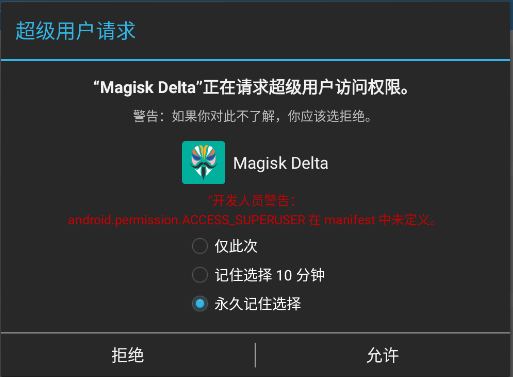 超级用户请求
“Magisk Delta”正在请求超级用户访问权限。
警告：如果你对此不了解，你应该选拒绝。
Magisk Delta
"开发人员警告：
android.permission.ACCESS_SUPERUSER 在 manifest 中未定义。
仅此次
记住选择 10 分钟
永久记住选择
拒绝
允许